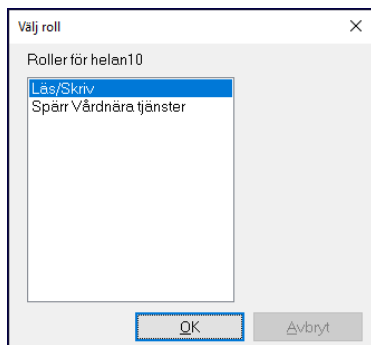 Välj roll
Roller för helan10
Läs/Skriv
Spärr Vårdnära tjänster
OK
Avbryt